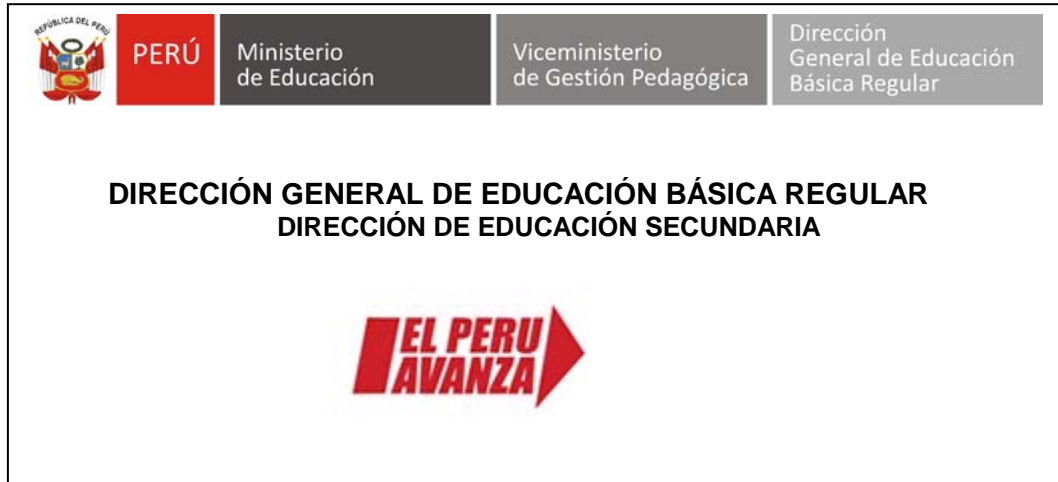 REPÚBLICA DEL PERÚ
PERÚ
Ministerio
de Educación
Viceministerio
de Gestión Pedagógica
Dirección
General de Educación
Básica Regular
DIRECCIÓN GENERAL DE EDUCACIÓN BÁSICA REGULAR
DIRECCIÓN DE EDUCACIÓN SECUNDARIA
EL PERU
AVANZA